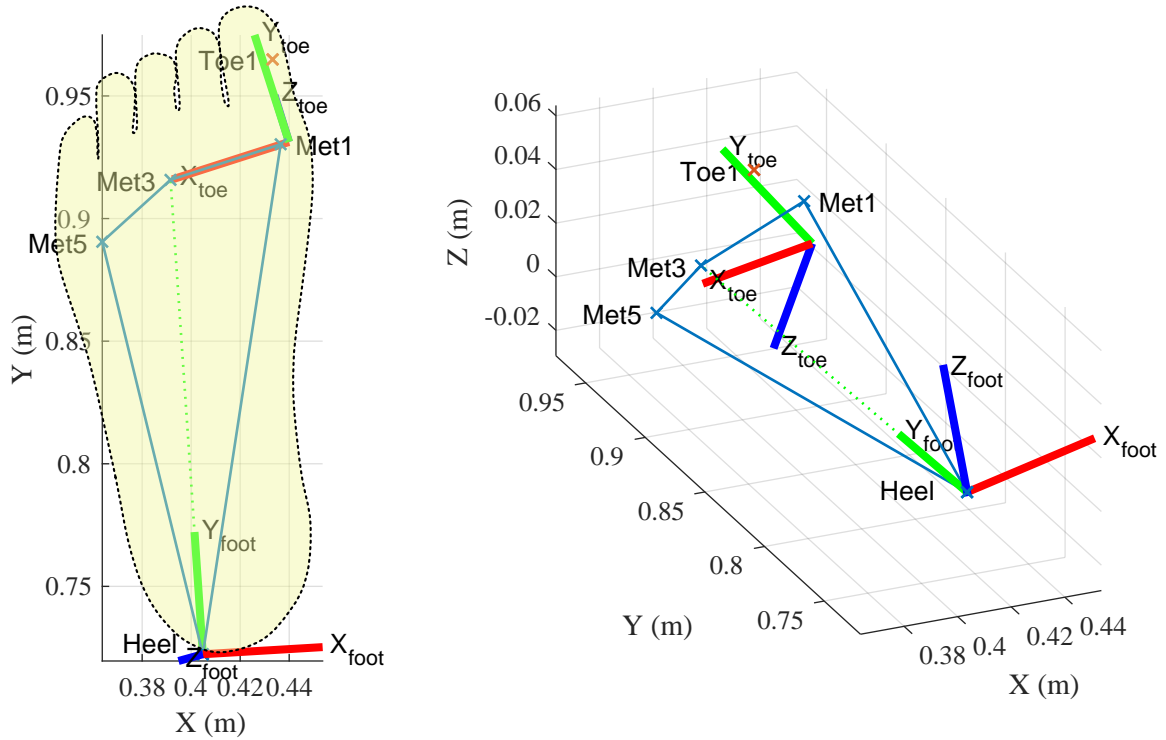 Y_toe
Toe1
Z_toe
0.95
Met1
X_toe
Met3
0.9
Met5
0.85
Y (m)
0.8
Y_foot
0.75
Heel
Z_foot
X_foot
0.38 0.4 0.42 0.44
X (m)
0.06
0.04
0.02
0
-0.02
Z (m)
Y_toe
Toe1
Met1
Met3
X_toe
Met5
Z_toe
Z_foot
Y_foot
X_foot
Heel
0.95
0.9
0.85
0.8
0.75
Y (m)
0.38 0.4 0.42 0.44
X (m)